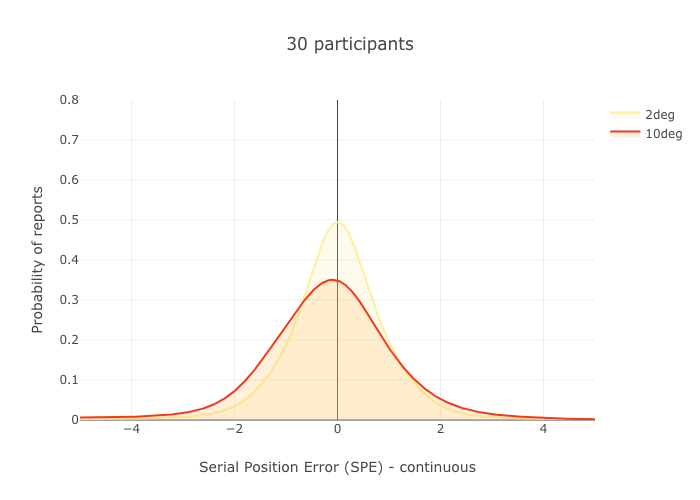 30 participants
2deg
10deg
Probability of reports
0.8
0.7
0.6
0.5
0.4
0.3
0.2
0.1
0
−4
−2
0
2
4
Serial Position Error (SPE) - continuous